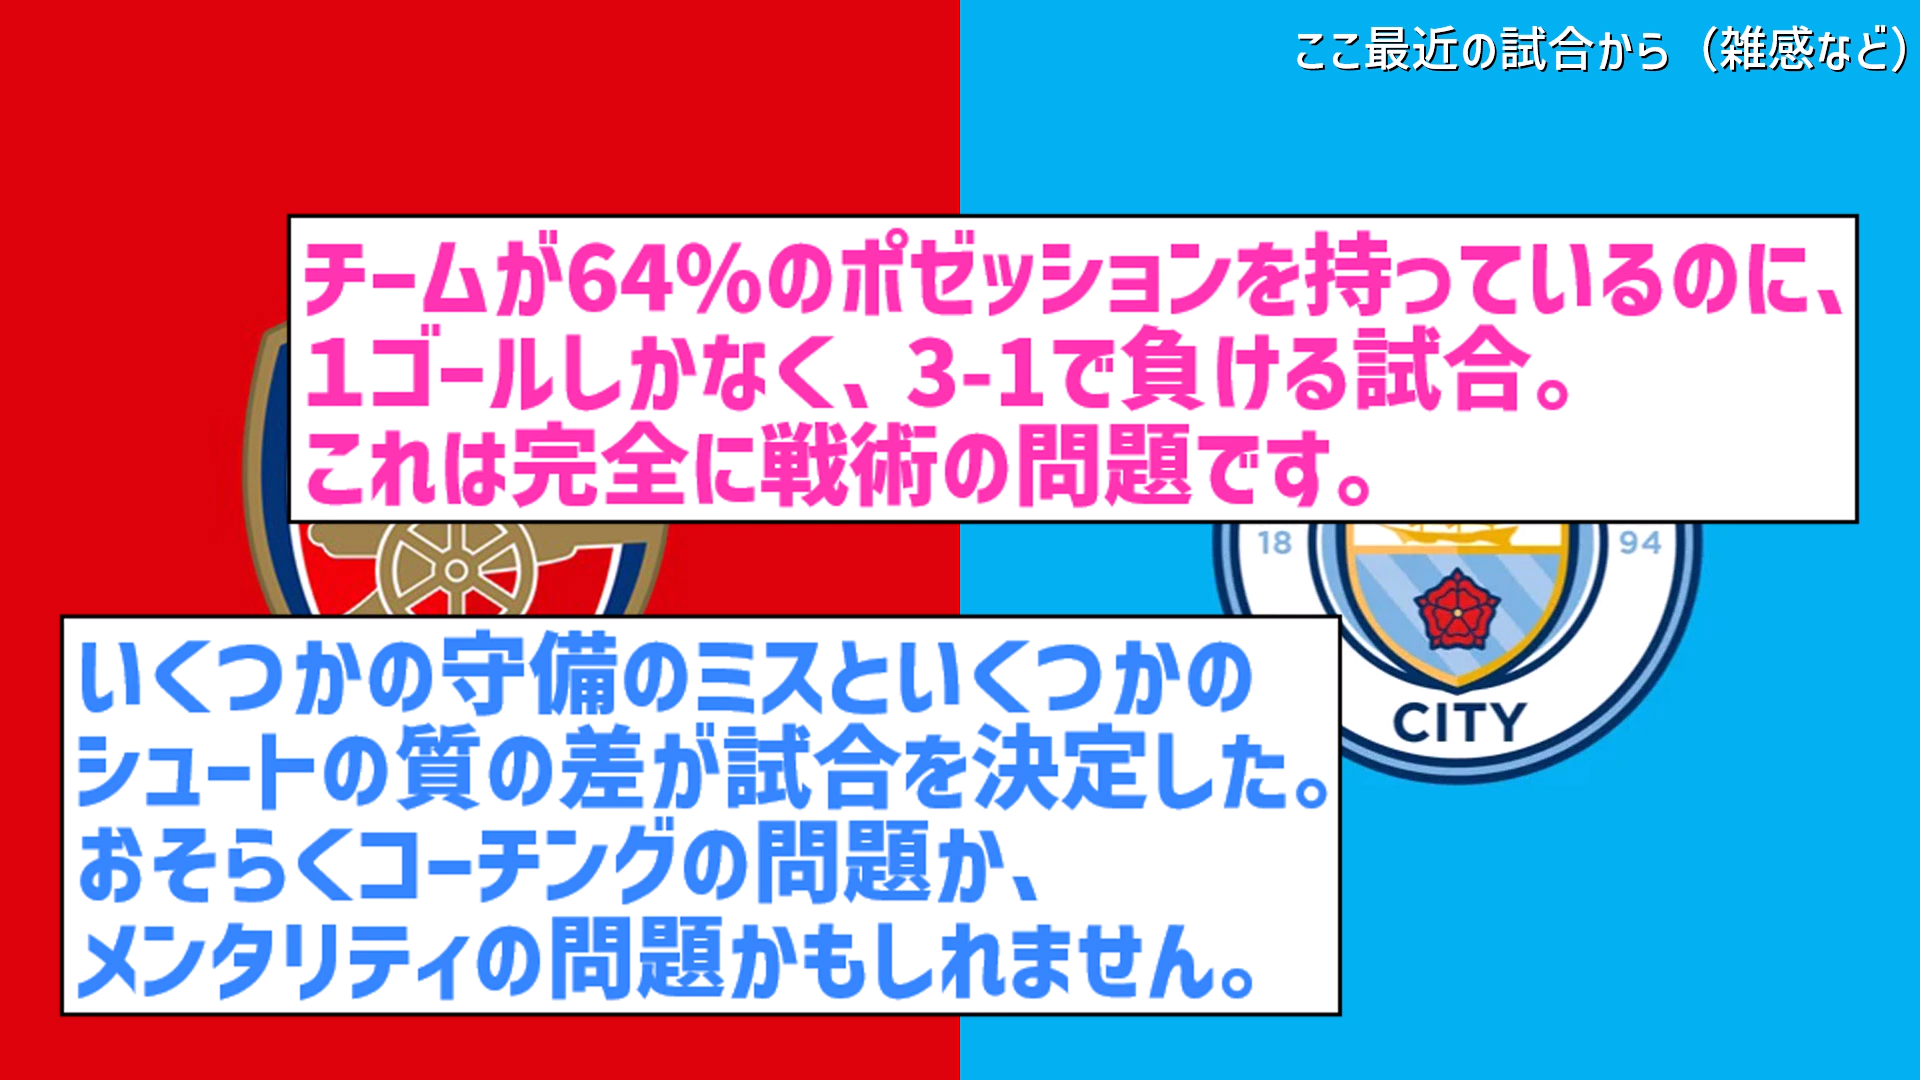 ここ最近の試合から（雑感など）
チームが64%のポゼッションを持っているのに、
1ゴールしかなく、3-1で負ける試合。
これは完全に戦術の問題です。
18 94
いくつかの守備のミスといくつかの
シュートの質の差が試合を決定した。
おそらくコーチングの問題か、
メンタリティの問題かもしれません。
CITY